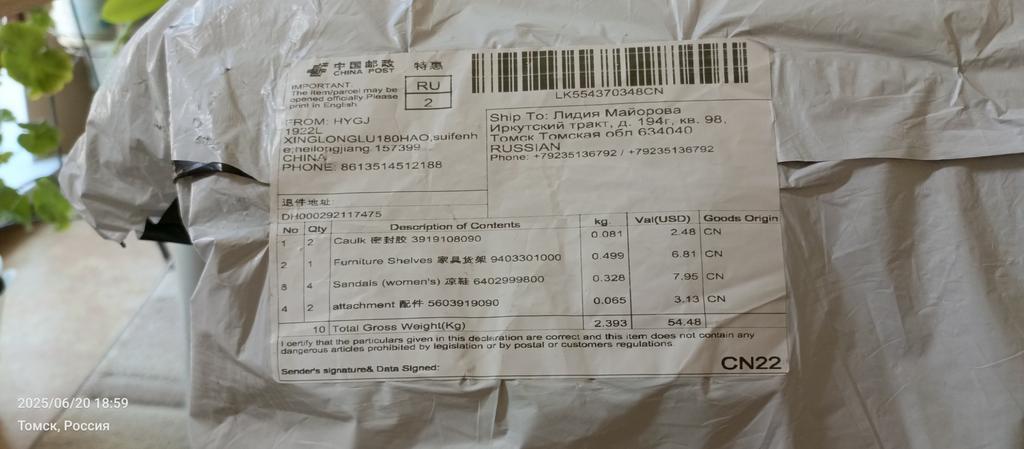 中国邮政 特惠
CHINA POST
IMPORTANT:
The item/parcel may be
opened officially.Please
print in English
RU
2
LK554370348CN
FROM: HYGJ
1922L
XINGLONGLU180HAO,suifenh
e,heilongjiang 157399
CHINA
PHONE: 8613514512188
Ship To: Лидия Майорова
Иркутский тракт, д. 194г, кв. 98,
Томск Томская обл 634040
RUSSIAN
Phone: +79235136792 / +79235136792
退件地址:
DH000292117475
No Qty Description of Contents kg. Val(USD) Goods Origin
1 2 Caulk 密封胶 3919108090 0.081 2.48 CN
2 1 Furniture Shelves 家具货架 9403301000 0.499 6.81 CN
3 4 Sandals (women's) 凉鞋 6402999800 0.328 7.95 CN
4 2 attachment 配件 5603919090 0.065 3.13 CN
10 Total Gross Weight(Kg) 2.393 54.48
I certify that the particulars given in this declaration are correct and this item does not contain any
dangerous articles prohibited by legislation or by postal or customers regulations.
Sender's signature& Data Signed:
CN22
2025/06/20 18:59
Томск, Россия